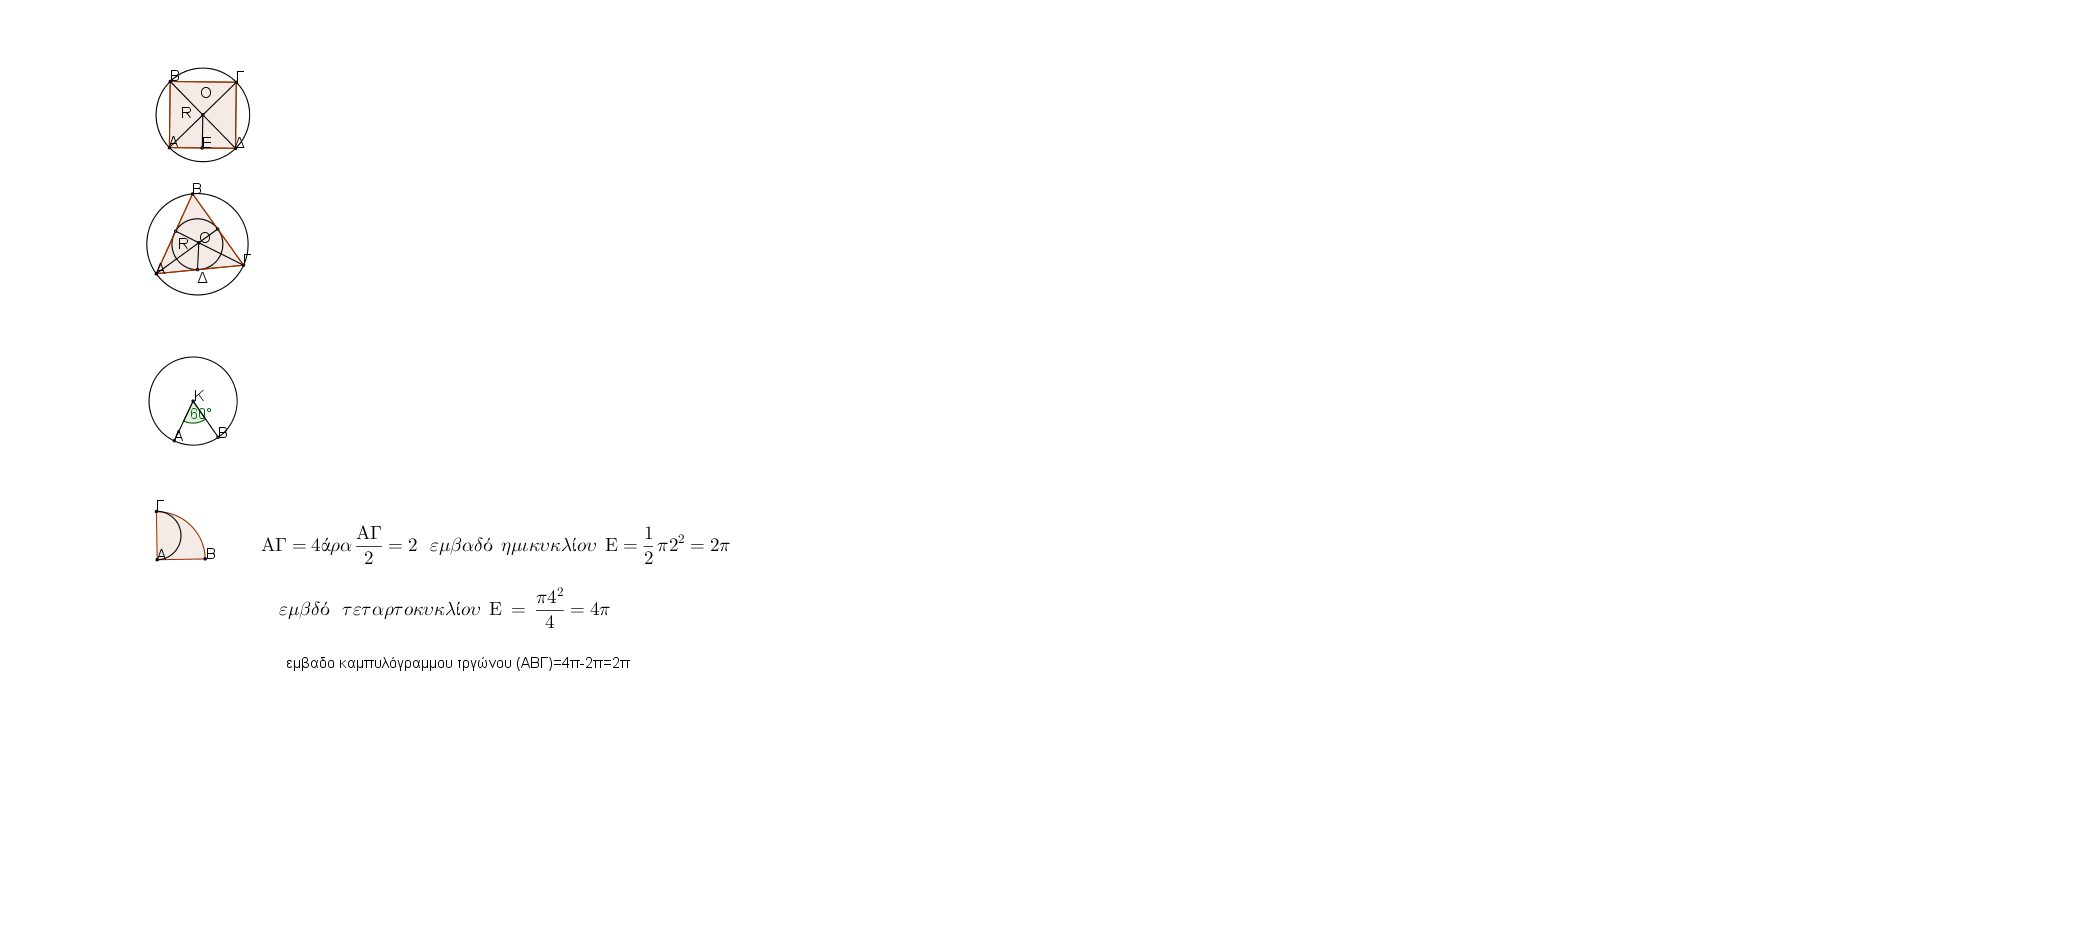 Β Γ
Ο
R
Α Ε Δ
Β
R Ο
Α Γ
Δ
Κ
60°
Α Β
Γ
Α Β
ΑΓ = 4άρα ΑΓ/2 = 2 εμβαδό ημικυκλίου Ε = 1/2 π2² = 2π
εμβδό τεταρτοκυκλίου Ε = π4²/4 = 4π
εμβαδο καμπυλόγραμμου τργώνου (ΑΒΓ)=4π-2π=2π